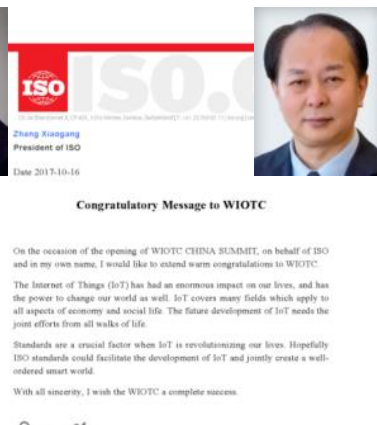 ISO
ISO.O
Zhang Xiaogang
President of ISO
Date 2017-10-16
Congratulatory Message to WIOTC
On the occasion of the opening of WIOTC CHINA SUMMIT, on behalf of ISO
and in my own name, I would like to extend warm congratulations to WIOTC.
The Internet of Things (IoT) has had an enormous impact on our lives, and has
the power to change our world as well. IoT covers many fields which apply to
all aspects of economy and social life. The future development of IoT needs the
joint efforts from all walks of life.
Standards are a crucial factor when IoT is revolutionizing our lives. Hopefully
ISO standards could facilitate the development of IoT and jointly create a well-
ordered smart world.
With all sincerity, I wish the WIOTC a complete success.